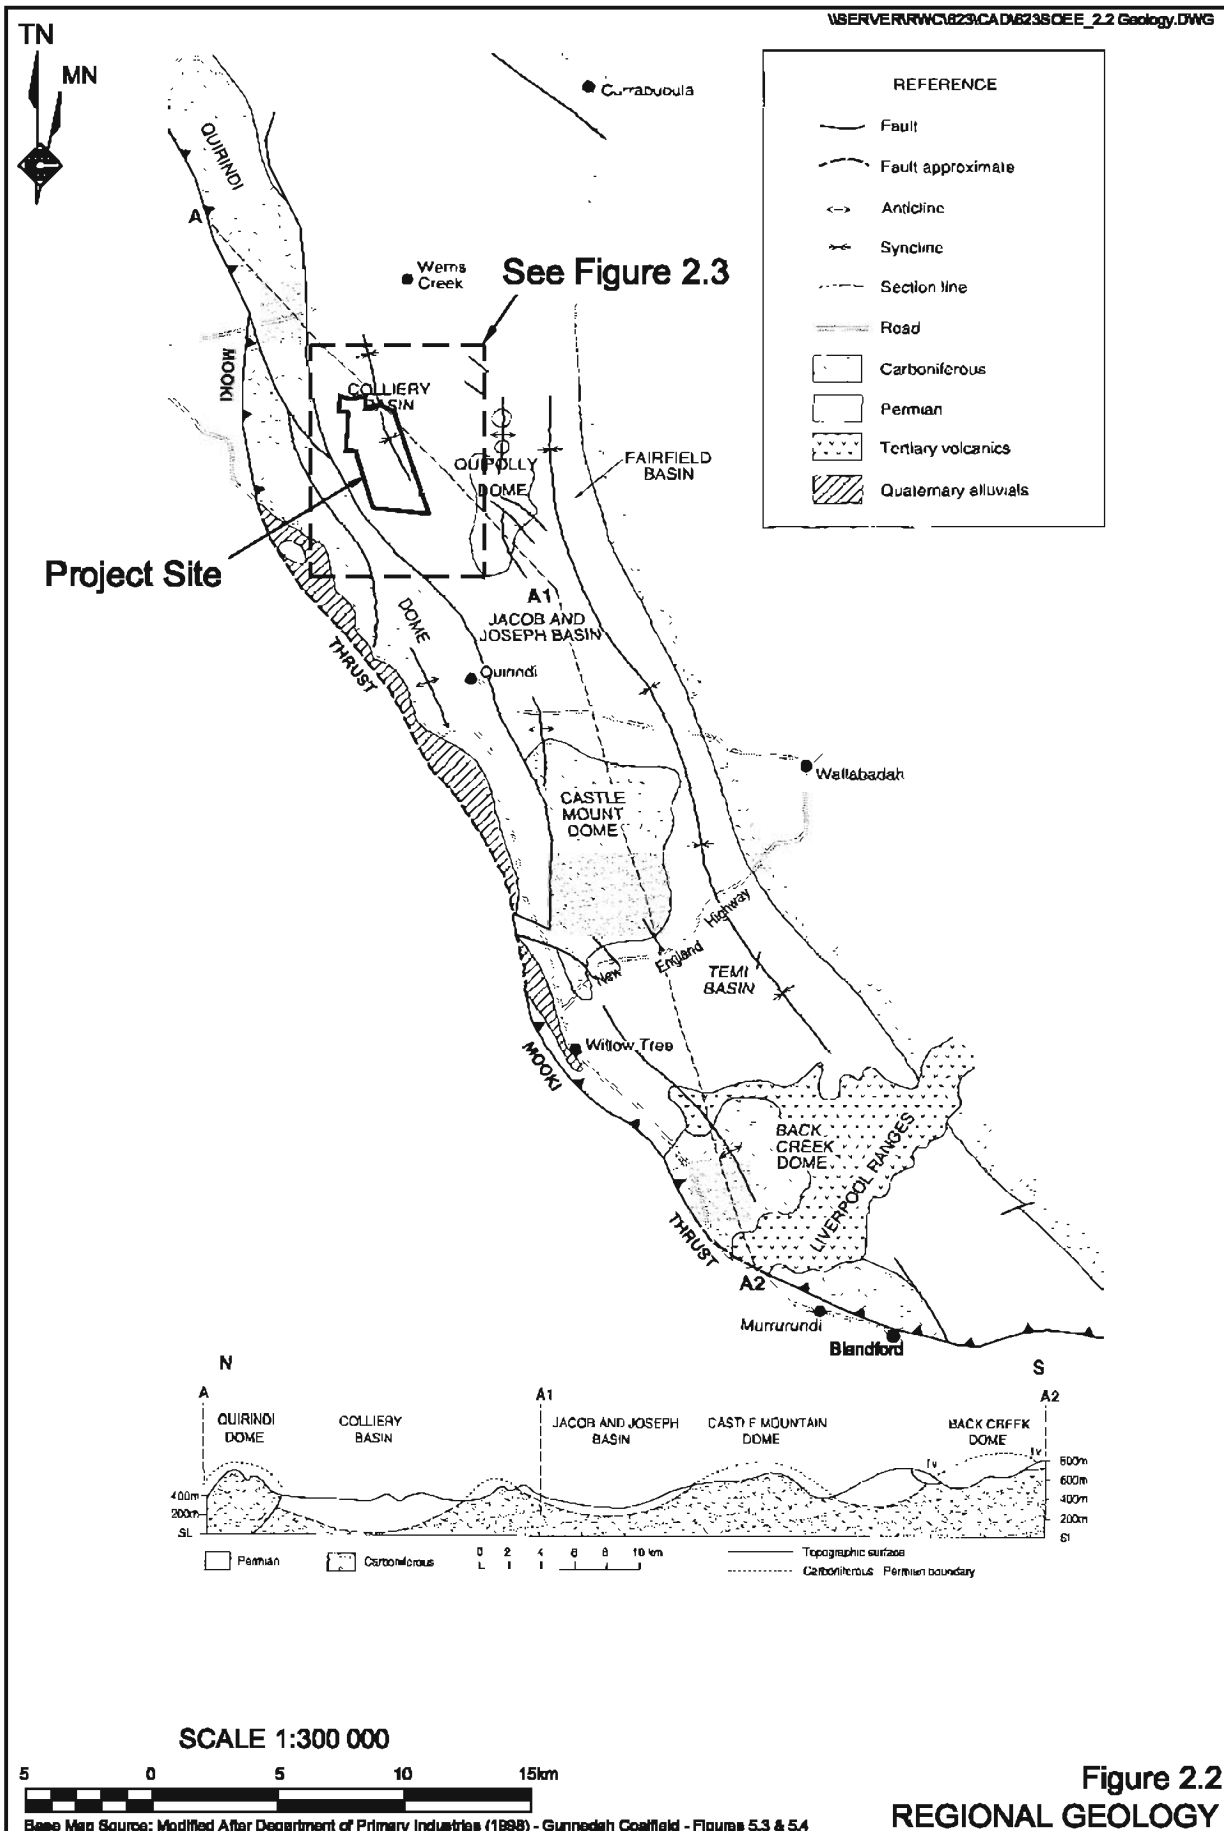 \\SERVER\RWC\623\CAD\623SOEE_2.2 Geology.DWG
TN
MN
REFERENCE
Fault
Fault approximate
Anticline
Syncline
Section line
Road
Carboniferous
Permian
Tertiary volcanics
Quaternary alluvials
Currabubula
QUIRINDI
A
Werris
Creek
See Figure 2.3
MOOKI
COLLIERY
BASIN
QUIPOLLY
DOME
FAIRFIELD
BASIN
Project Site
A1
JACOB AND
JOSEPH BASIN
DOME
THRUST
Quirindi
Wallabadah
CASTLE
MOUNT
DOME
New England Highway
TEMI
BASIN
Willow Tree
MOOKI
BACK
CREEK
DOME
LIVERPOOL RANGES
THRUST
A2
Murrurundi
Blandford
N
S
A
A1
A2
QUIRINDI
DOME
COLLIERY
BASIN
JACOB AND JOSEPH
BASIN
CASTLE MOUNTAIN
DOME
BACK CREEK
DOME
Tv
Tv
400m
200m
SL
800m
600m
400m
200m
SL
Permian
Carboniferous
0 2 4 6 8 10 km
Topographic surface
Carboniferous Permian boundary
SCALE 1:300 000
5 0 5 10 15km
Figure 2.2
REGIONAL GEOLOGY
Base Map Source: Modified After Department of Primary Industries (1998) - Gunnedah Coalfield - Figures 5.3 & 5.4